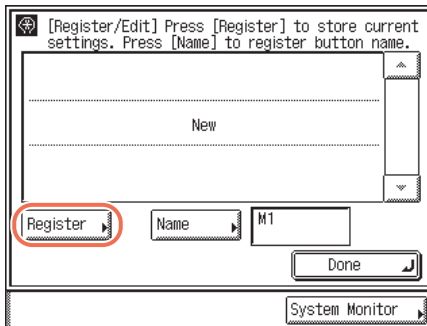 [Register/Edit] Press [Register] to store current
settings. Press [Name] to register button name.
New
Register
Name
M1
Done
System Monitor